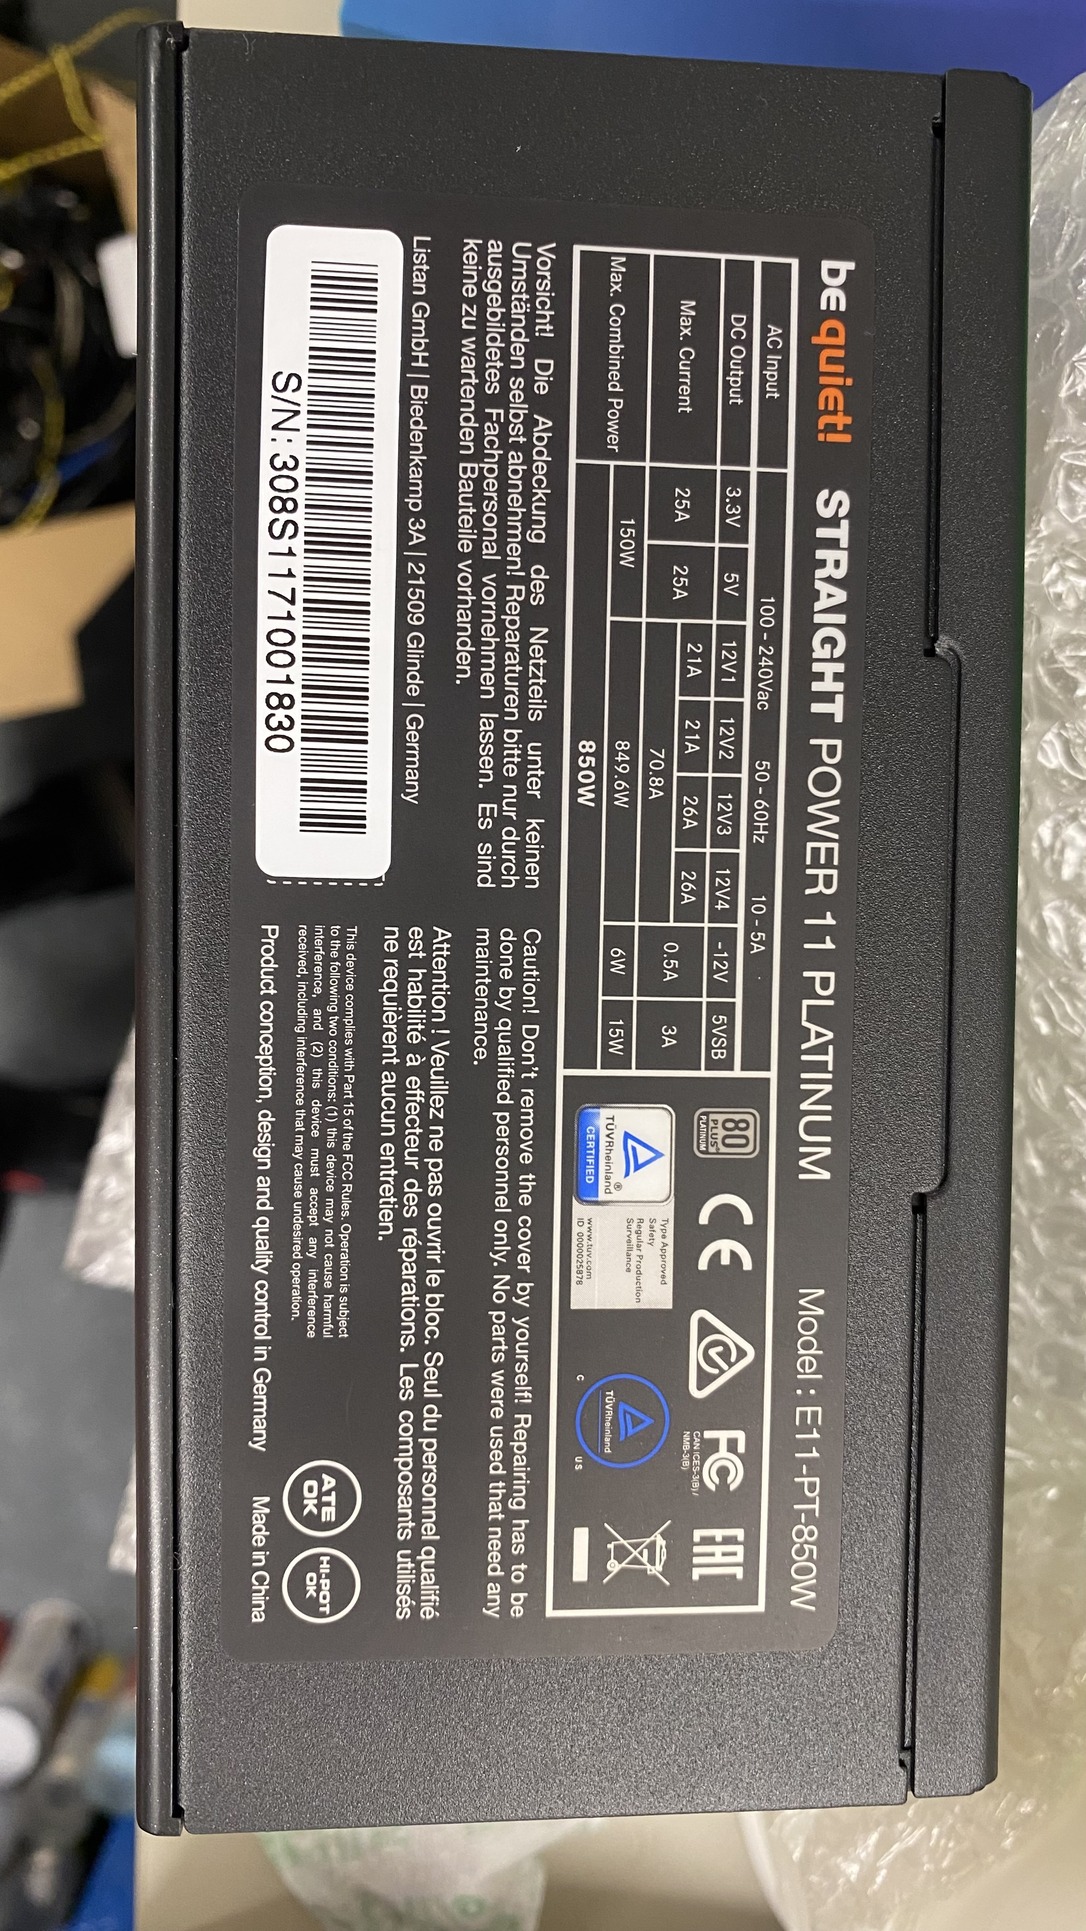 be quiet! STRAIGHT POWER 11 PLATINUM Model : E11-PT-850W
AC Input 100 - 240Vac 50 - 60Hz 10 - 5A
DC Output 3.3V 5V 12V1 12V2 12V3 12V4 -12V 5VSB
Max. Current 25A 25A 21A 21A 26A 26A 0.5A 3A
70.8A
Max. Combined Power 150W 849.6W 6W 15W
850W
80
PLUS
PLATINUM
CE
FC
CAN ICES-3(B) /
NMB-3(B)
EAC
TÜVRheinland®
CERTIFIED
Type Approved
Safety
Regular Production
Surveillance
www.tuv.com
ID 0000025878
TÜVRheinland
C US
Vorsicht! Die Abdeckung des Netzteils unter keinen
Umständen selbst abnehmen! Reparaturen bitte nur durch
ausgebildetes Fachpersonal vornehmen lassen. Es sind
keine zu wartenden Bauteile vorhanden.
Listan GmbH | Biedenkamp 3A | 21509 Glinde | Germany
S/N: 308S1171001830
Caution! Don't remove the cover by yourself! Repairing has to be
done by qualified personnel only. No parts were used that need any
maintenance.
Attention ! Veuillez ne pas ouvrir le bloc. Seul du personnel qualifié
est habilité à effecteur des réparations. Les composants utilisés
ne requièrent aucun entretien.
This device complies with Part 15 of the FCC Rules. Operation is subject
to the following two conditions: (1) this device may not cause harmful
interference, and (2) this device must accept any interference
received, including interference that may cause undesired operation.
ATE
OK
HI-POT
OK
Product conception, design and quality control in Germany Made in China